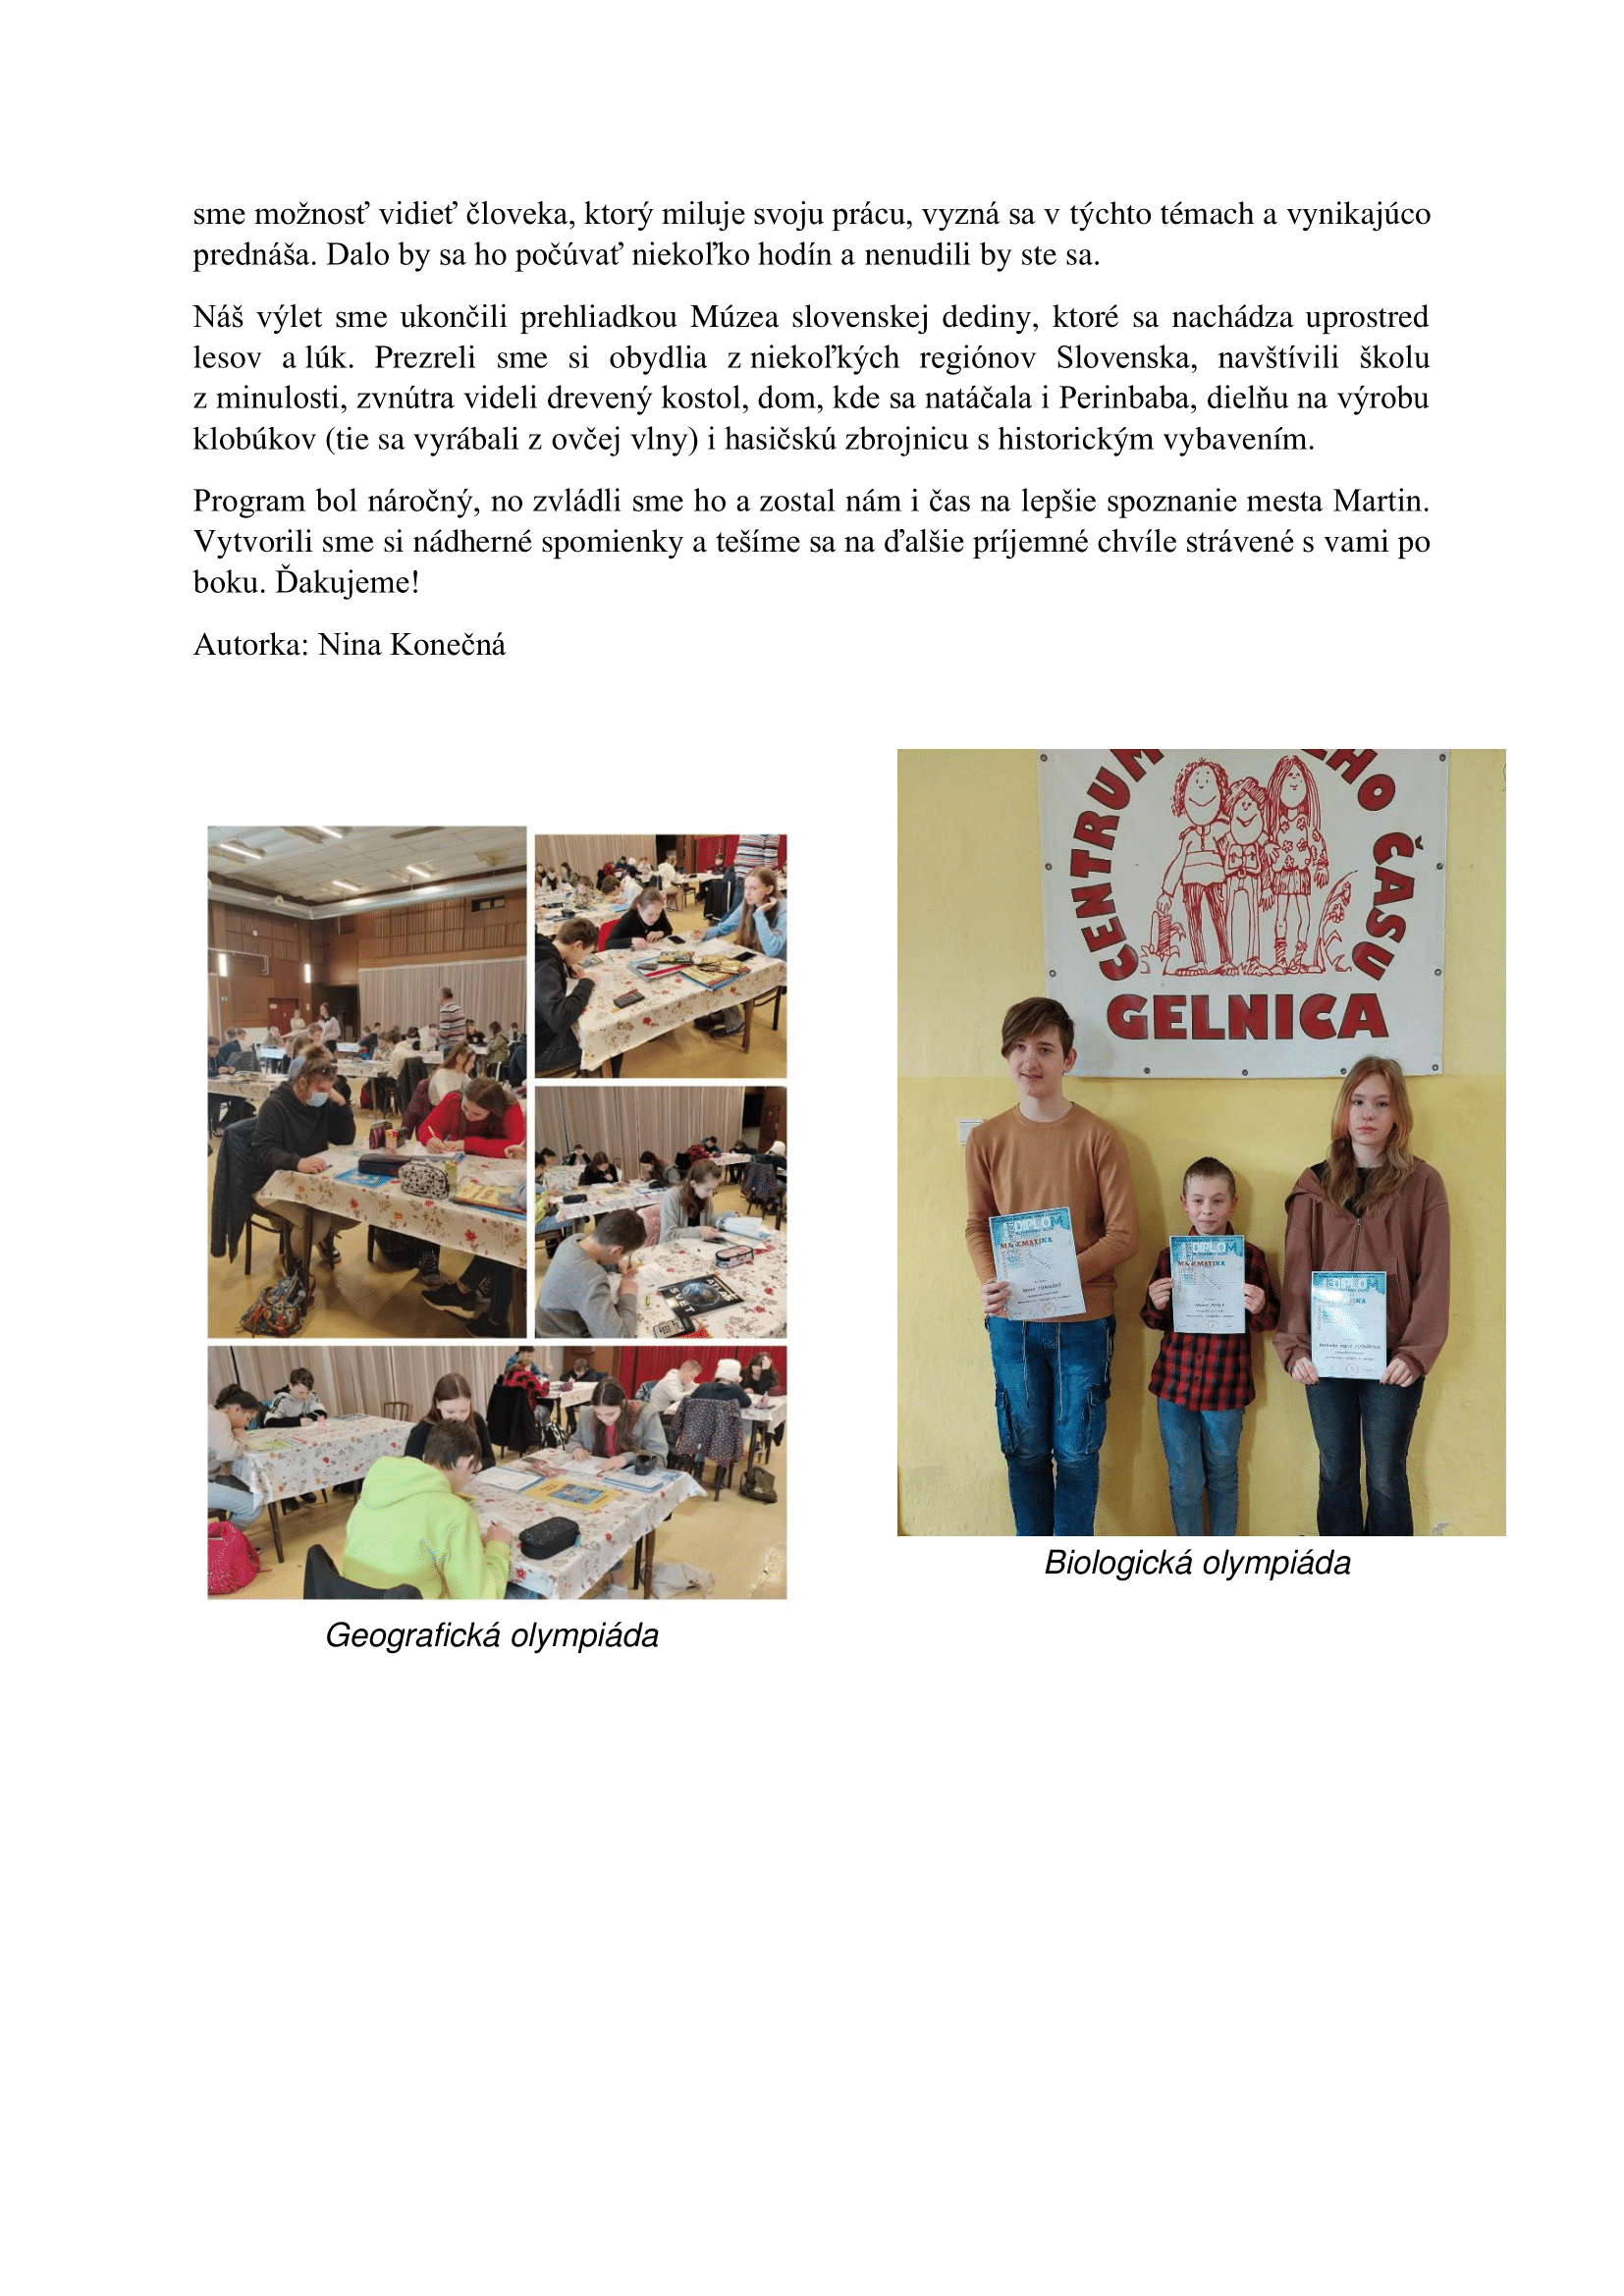 sme možnosť vidieť človeka, ktorý miluje svoju prácu, vyzná sa v týchto témach a vynikajúco
prednáša. Dalo by sa ho počúvať niekoľko hodín a nenudili by ste sa.
Náš výlet sme ukončili prehliadkou Múzea slovenskej dediny, ktoré sa nachádza uprostred
lesov a lúk. Prezreli sme si obydlia z niekoľkých regiónov Slovenska, navštívili školu
z minulosti, zvnútra videli drevený kostol, dom, kde sa natáčala i Perinbaba, dielňu na výrobu
klobúkov (tie sa vyrábali z ovčej vlny) i hasičskú zbrojnicu s historickým vybavením.
Program bol náročný, no zvládli sme ho a zostal nám i čas na lepšie spoznanie mesta Martin.
Vytvorili sme si nádherné spomienky a tešíme sa na ďalšie príjemné chvíle strávené s vami po
boku. Ďakujeme!
Autorka: Nina Konečná
CENTRUM ČASU
GELNICA
DIPLOM
MATEMATIKA
DIPLOM
MATEMATIKA
DIPLOM
ATLAS
SVET
Biologická olympiáda
Geografická olympiáda